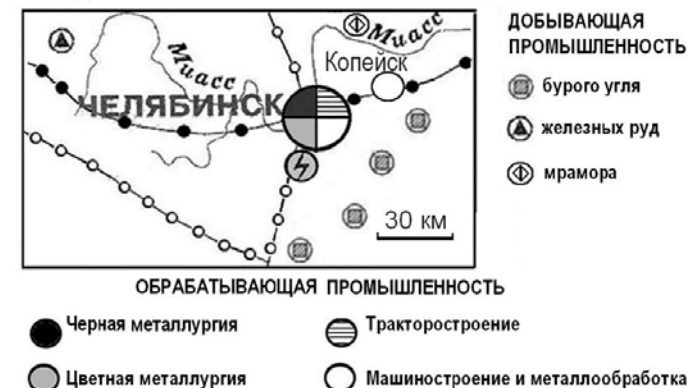 ДОБЫВАЮЩАЯ
ПРОМЫШЛЕННОСТЬ
Миасс
Миасс
Копейск
ЧЕЛЯБИНСК
бурого угля
железных руд
мрамора
30 км
ОБРАБАТЫВАЮЩАЯ ПРОМЫШЛЕННОСТЬ
Черная металлургия
Тракторостроение
Цветная металлургия
Машиностроение и металлообработка